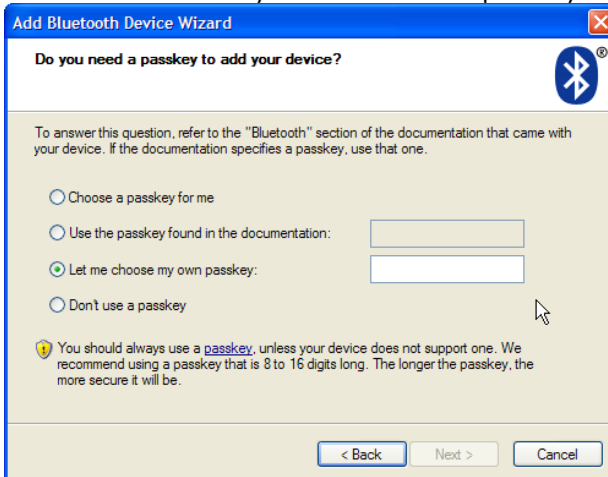 Add Bluetooth Device Wizard
Do you need a passkey to add your device?
®
To answer this question, refer to the "Bluetooth" section of the documentation that came with
your device. If the documentation specifies a passkey, use that one.
Choose a passkey for me
Use the passkey found in the documentation:
Let me choose my own passkey:
Don't use a passkey
You should always use a passkey, unless your device does not support one. We
recommend using a passkey that is 8 to 16 digits long. The longer the passkey, the
more secure it will be.
< Back Next > Cancel